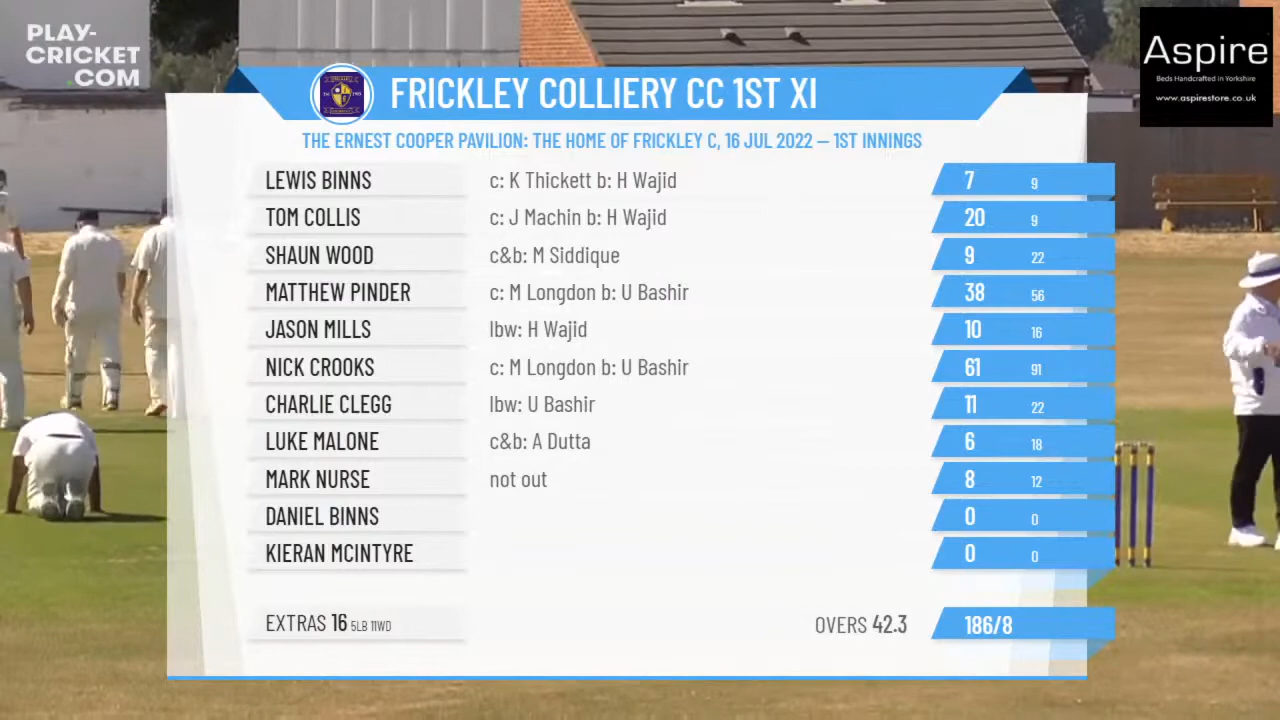 PLAY-
CRICKET
.COM
Aspire
Beds Handcrafted in Yorkshire
www.aspirestore.co.uk
FRICKLEY COLLIERY CC 1ST XI
THE ERNEST COOPER PAVILION: THE HOME OF FRICKLEY C, 16 JUL 2022 – 1ST INNINGS
LEWIS BINNS c: K Thickett b: H Wajid 7 9
TOM COLLIS c: J Machin b: H Wajid 20 9
SHAUN WOOD c&b: M Siddique 9 22
MATTHEW PINDER c: M Longdon b: U Bashir 38 56
JASON MILLS lbw: H Wajid 10 16
NICK CROOKS c: M Longdon b: U Bashir 61 91
CHARLIE CLEGG lbw: U Bashir 11 22
LUKE MALONE c&b: A Dutta 6 18
MARK NURSE not out 8 12
DANIEL BINNS 0 0
KIERAN MCINTYRE 0 0
EXTRAS 16 5LB 11WD OVERS 42.3 186/8